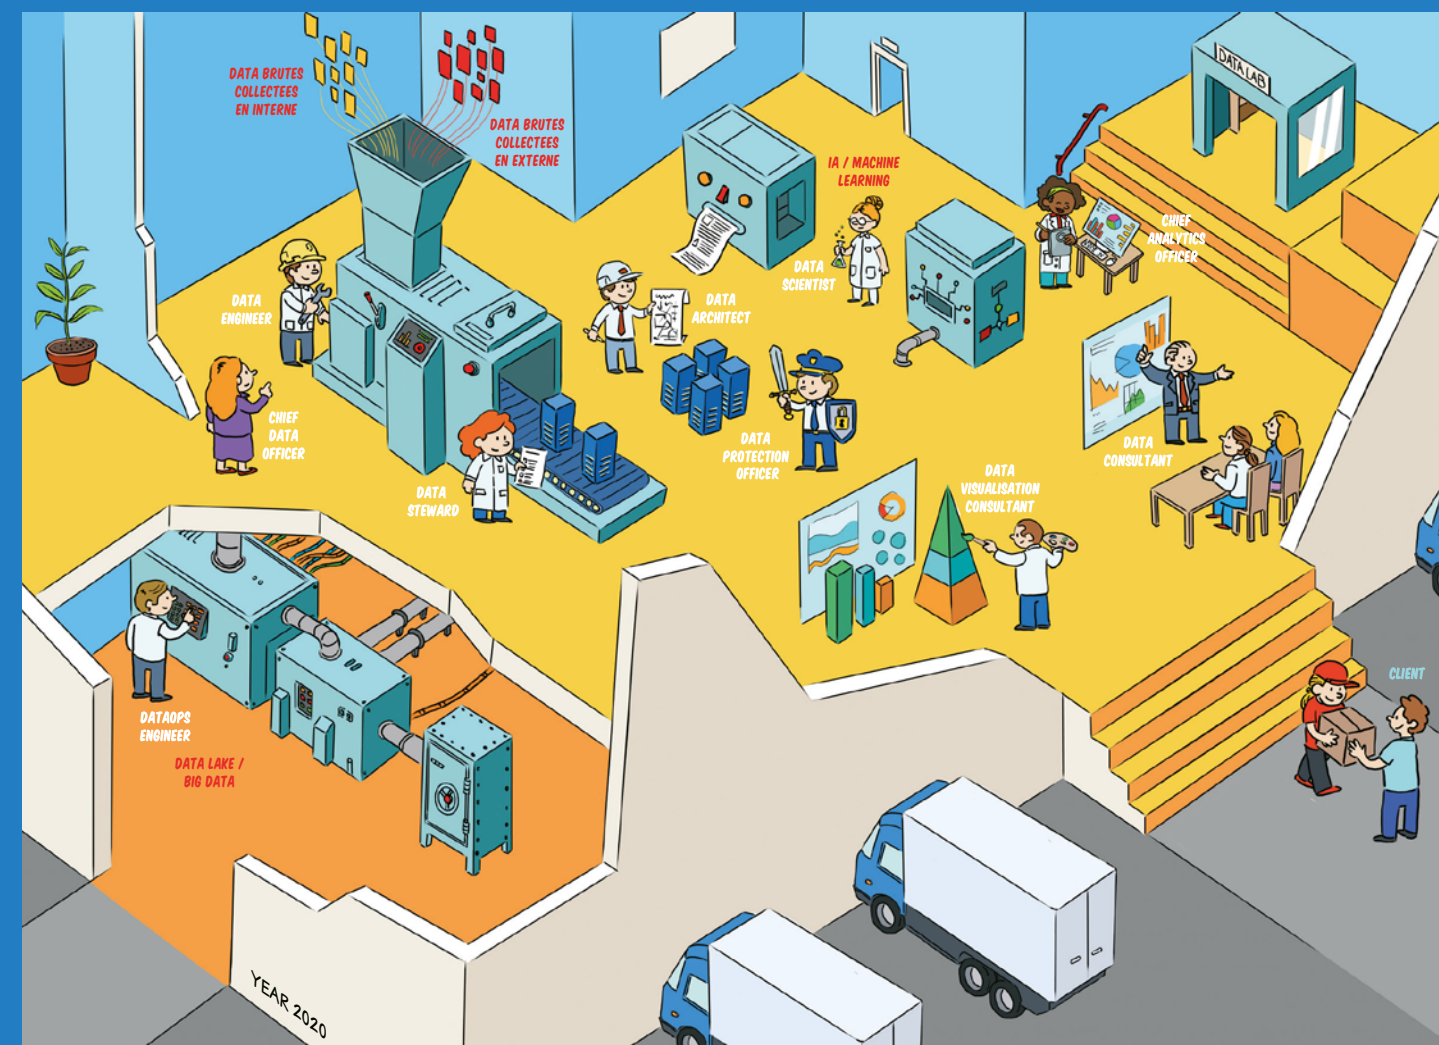 DATA BRUTES
COLLECTEES
EN INTERNE
DATA BRUTES
COLLECTEES
EN EXTERNE
DATA LAB
IA / MACHINE
LEARNING
CHIEF
ANALYTICS
OFFICER
DATA
SCIENTIST
DATA
ENGINEER
DATA
ARCHITECT
CHIEF
DATA
OFFICER
DATA
PROTECTION
OFFICER
DATA
CONSULTANT
DATA
STEWARD
DATA
VISUALISATION
CONSULTANT
CLIENT
DATAOPS
ENGINEER
DATA LAKE /
BIG DATA
YEAR 2020